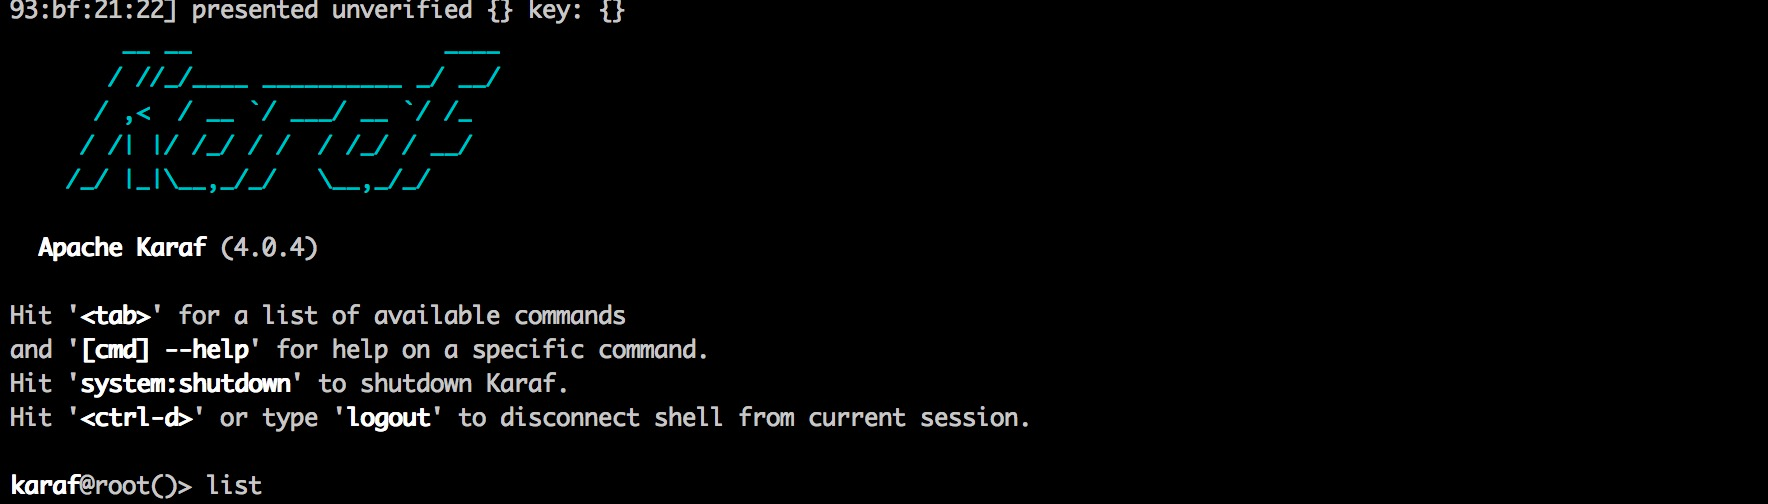 93:bf:21:22] presented unverified {} key: {}
        __ __                  ____
       / //_/____ __________ _/ __/
      / ,<  / __ `/ ___/ __ `/ /_
     / /| |/ /_/ / /  / /_/ / __/
    /_/ |_|\__,_/_/   \__,_/_/
Apache Karaf (4.0.4)
Hit '<tab>' for a list of available commands
and '[cmd] --help' for help on a specific command.
Hit 'system:shutdown' to shutdown Karaf.
Hit '<ctrl-d>' or type 'logout' to disconnect shell from current session.
karaf@root()> list